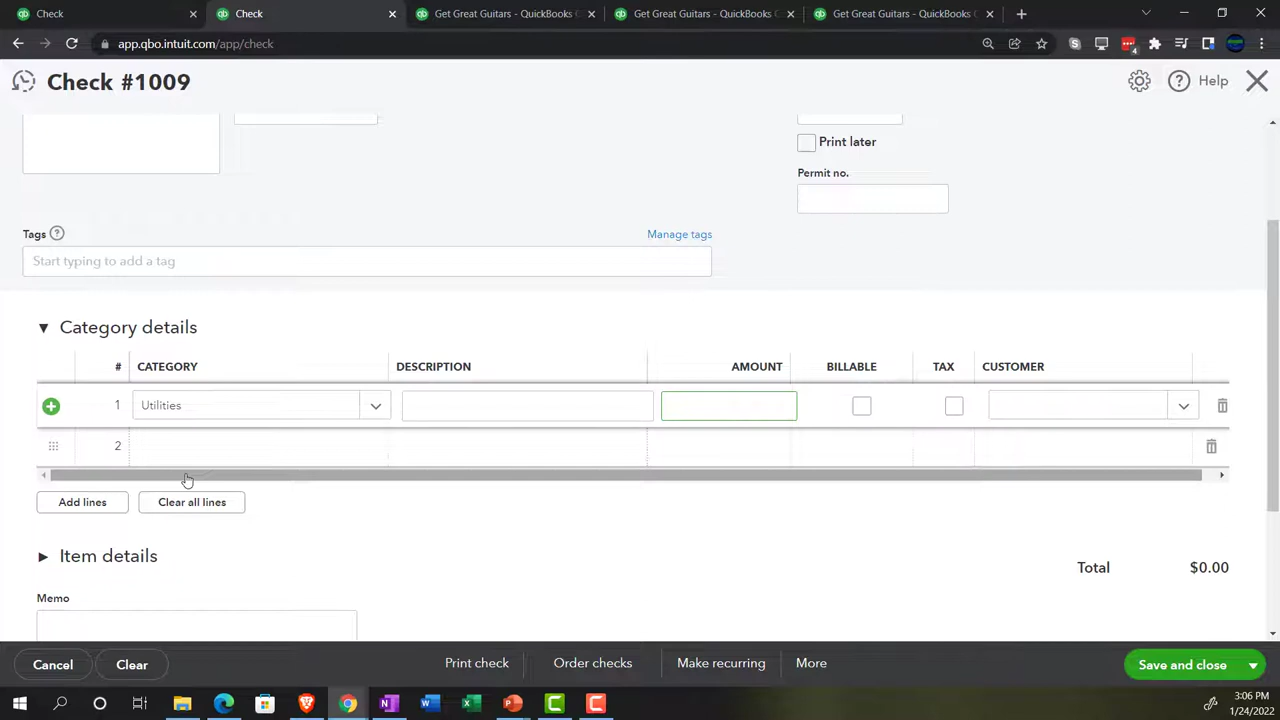 Check
Check
Get Great Guitars - QuickBooks
Get Great Guitars - QuickBooks
Get Great Guitars - QuickBooks
app.qbo.intuit.com/app/check
4
Check #1009
Help
Print later
Permit no.
Tags
Manage tags
Start typing to add a tag
Category details
# CATEGORY DESCRIPTION AMOUNT BILLABLE TAX CUSTOMER
1 Utilities
2
Add lines Clear all lines
Item details
Total $0.00
Memo
Cancel Clear Print check Order checks Make recurring More Save and close
3:06 PM
1/24/2022